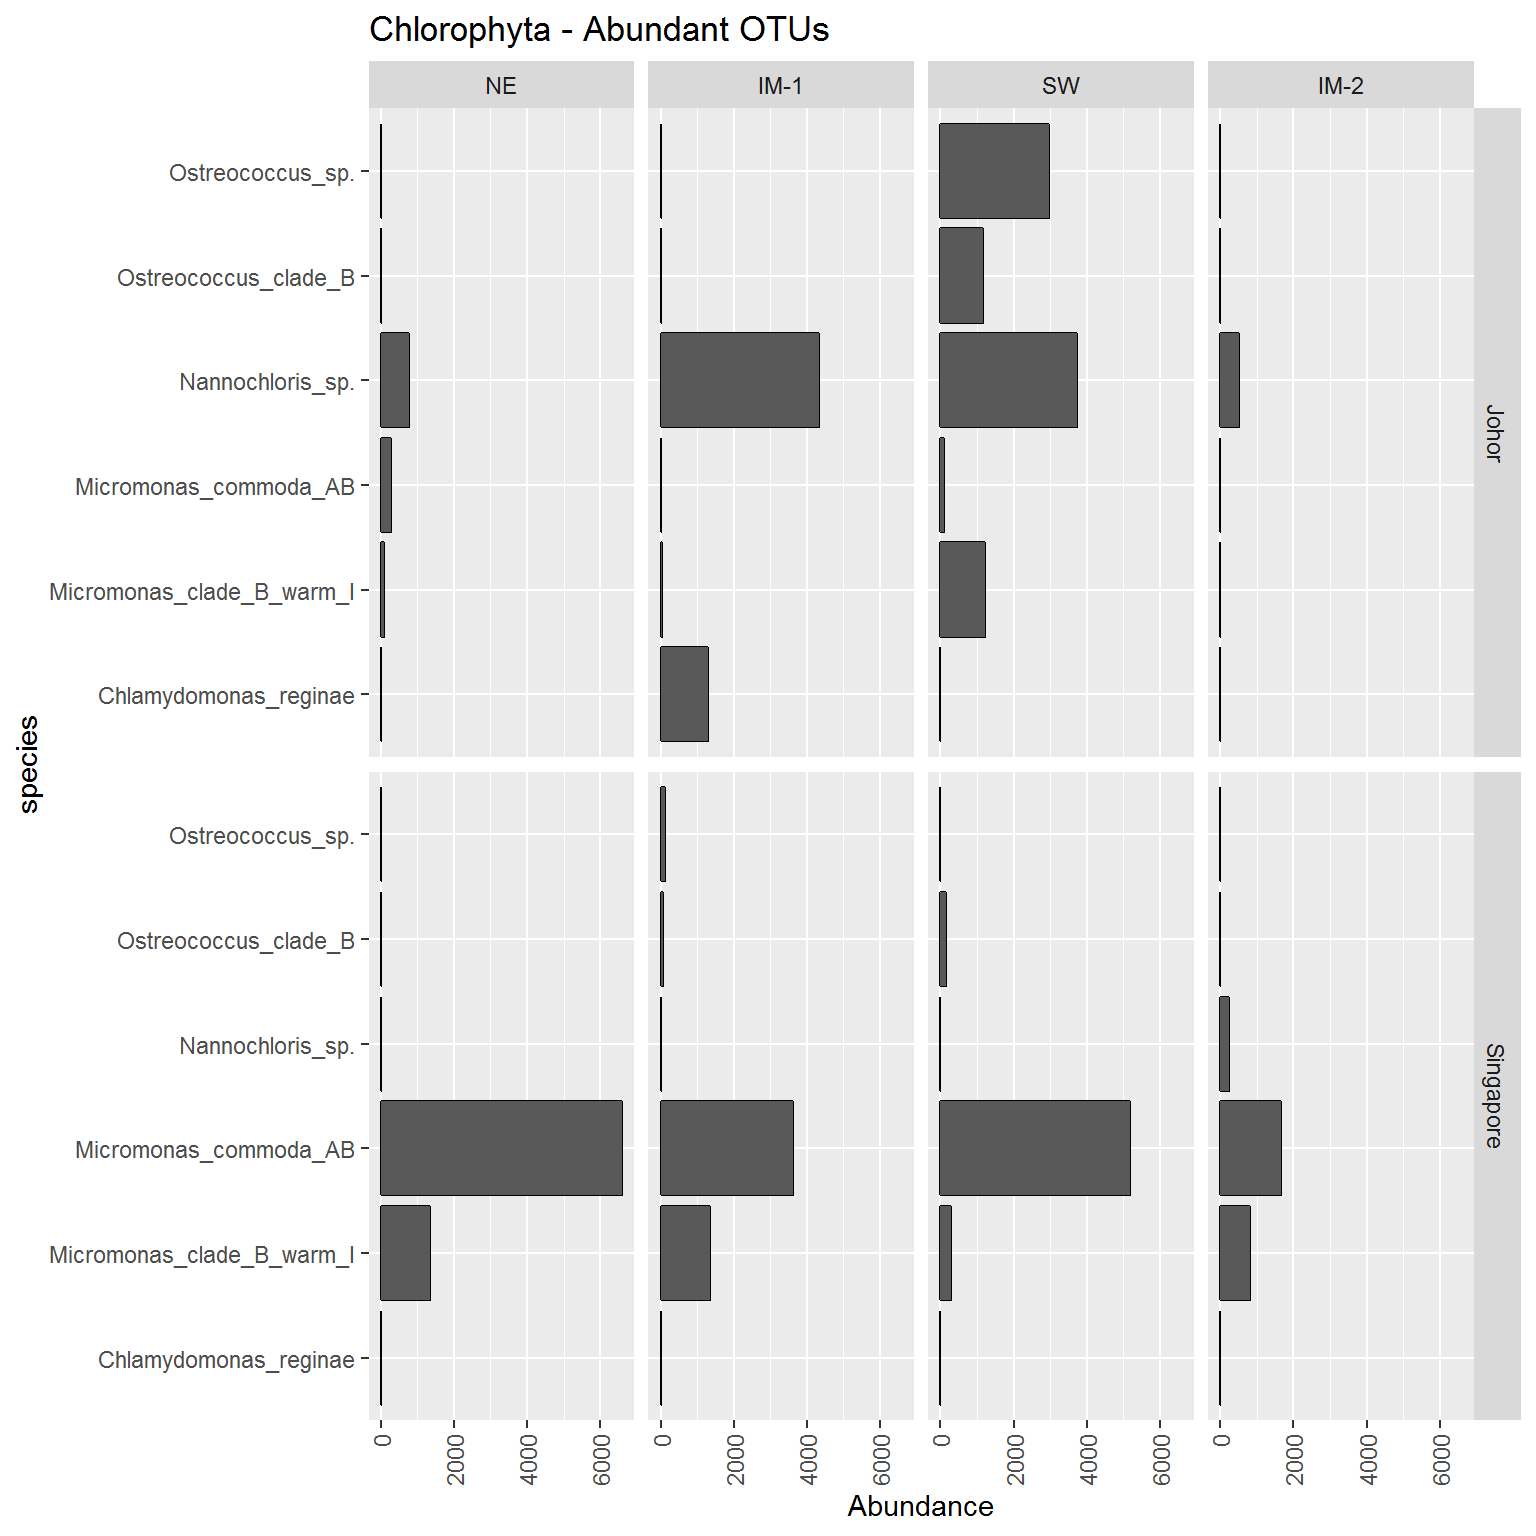 Chlorophyta - Abundant OTUs
NE
IM-1
SW
IM-2
Ostreococcus_sp.
Ostreococcus_clade_B
Nannochloris_sp.
Micromonas_commoda_AB
Micromonas_clade_B_warm_I
Chlamydomonas_reginae
Johor
species
Ostreococcus_sp.
Ostreococcus_clade_B
Nannochloris_sp.
Micromonas_commoda_AB
Micromonas_clade_B_warm_I
Chlamydomonas_reginae
Singapore
0 2000 4000 6000 0 2000 4000 6000 0 2000 4000 6000 0 2000 4000 6000
Abundance